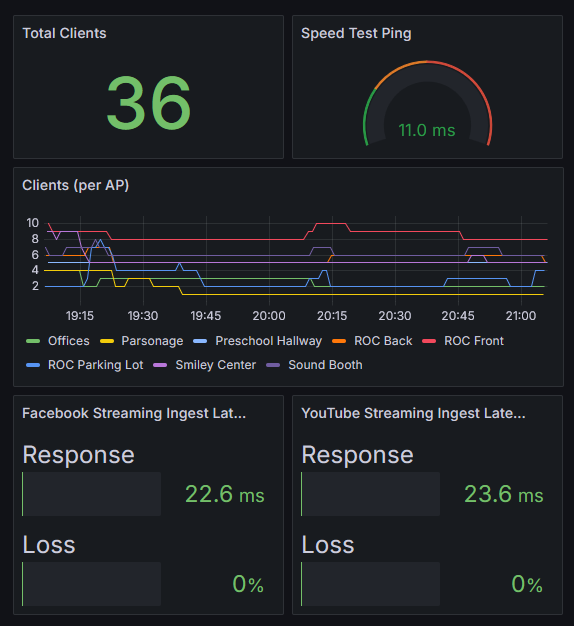 Total Clients
Speed Test Ping
36
11.0 ms
Clients (per AP)
10
8
6
4
2
19:15 19:30 19:45 20:00 20:15 20:30 20:45 21:00
Offices Parsonage Preschool Hallway ROC Back ROC Front
ROC Parking Lot Smiley Center Sound Booth
Facebook Streaming Ingest Lat...
YouTube Streaming Ingest Late...
Response
22.6 ms
Loss
0%
Response
23.6 ms
Loss
0%